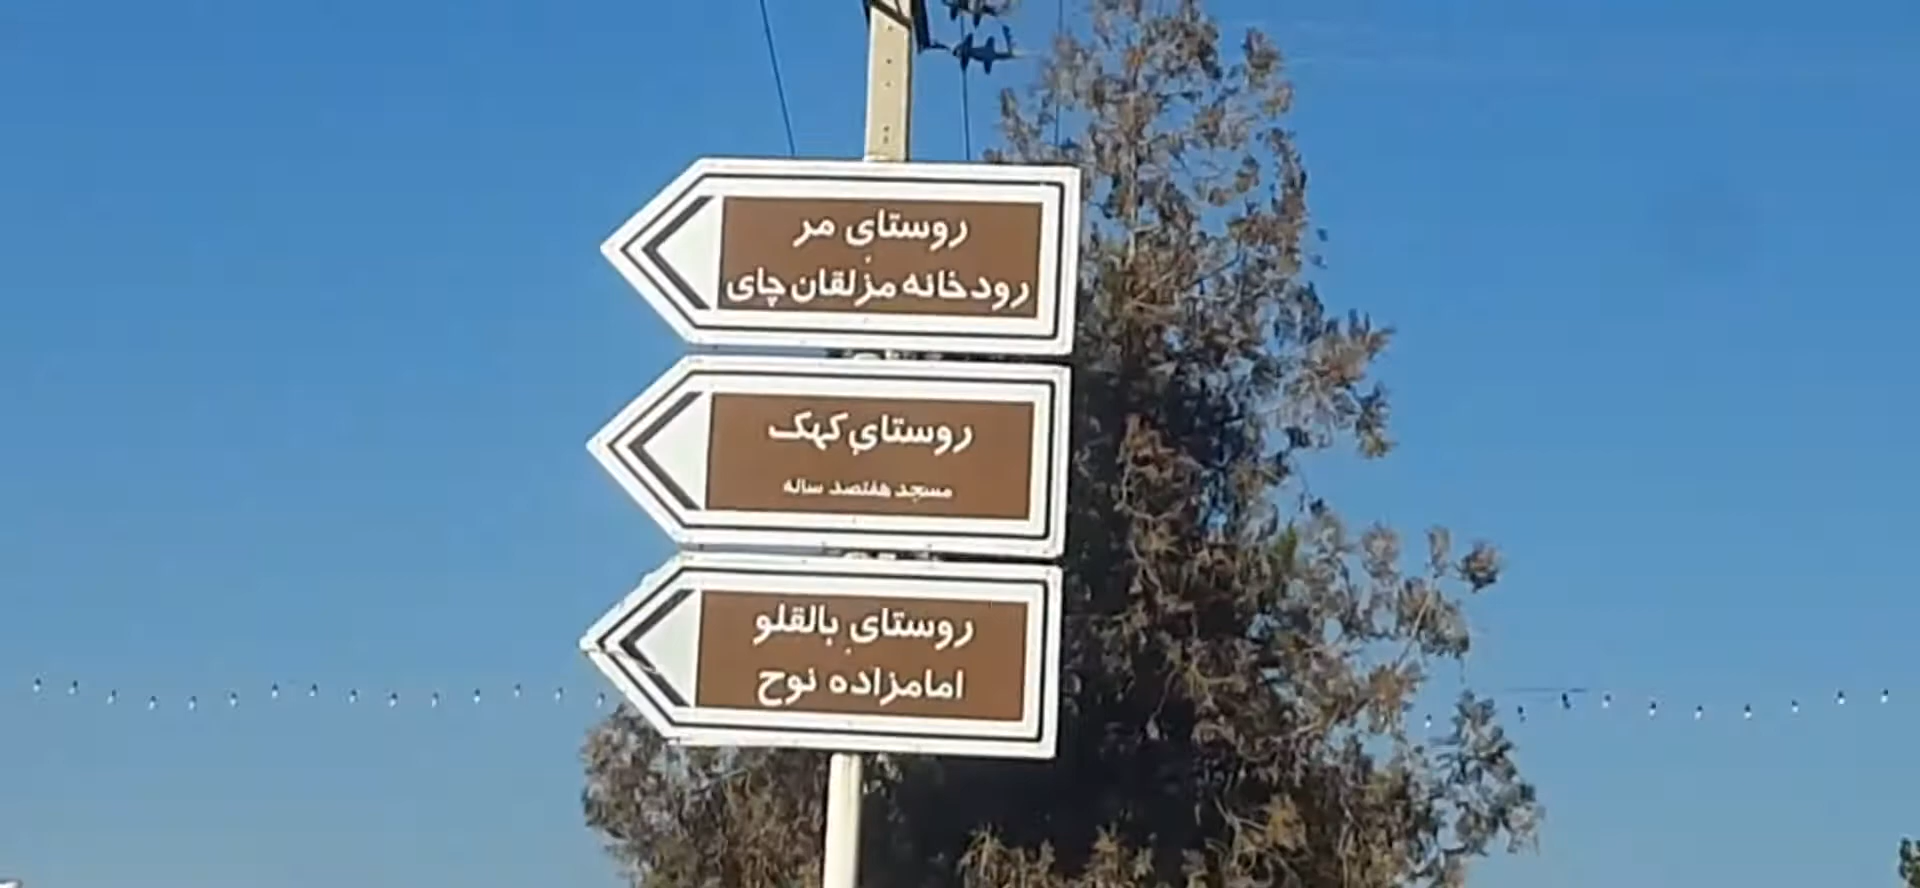 روستای مر
رودخانه مزلقان چای
روستای کهک
مسجد هفتصد ساله
روستای بالقلو
امامزاده نوح